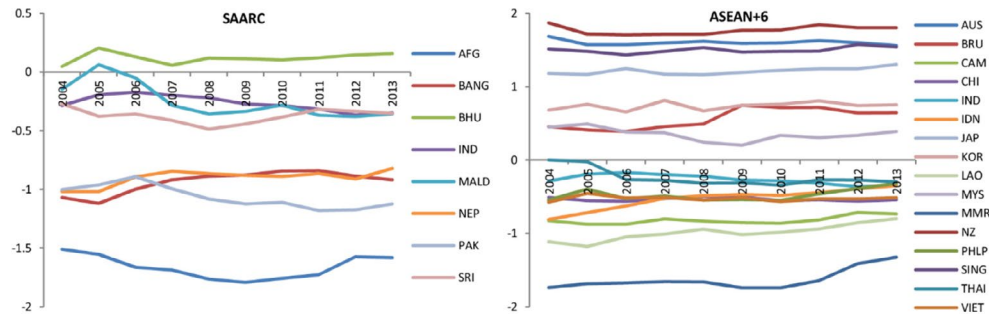 SAARC
0.5
0
-0.5
-1
-1.5
-2
2004
2005
2006
2007
2008
2009
2010
2011
2012
2013
AFG
BANG
BHU
IND
MALD
NEP
PAK
SRI
ASEAN+6
2
1
0
-1
-2
2004
2005
2006
2007
2008
2009
2010
2011
2012
2013
AUS
BRU
CAM
CHI
IND
IDN
JAP
KOR
LAO
MYS
MMR
NZ
PHLP
SING
THAI
VIET